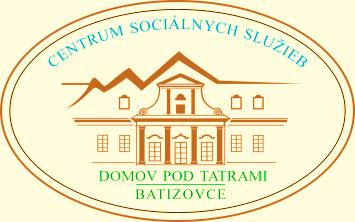 CENTRUM SOCIÁLNYCH SLUŽIEB
DOMOV POD TATRAMI
BATIZOVCE